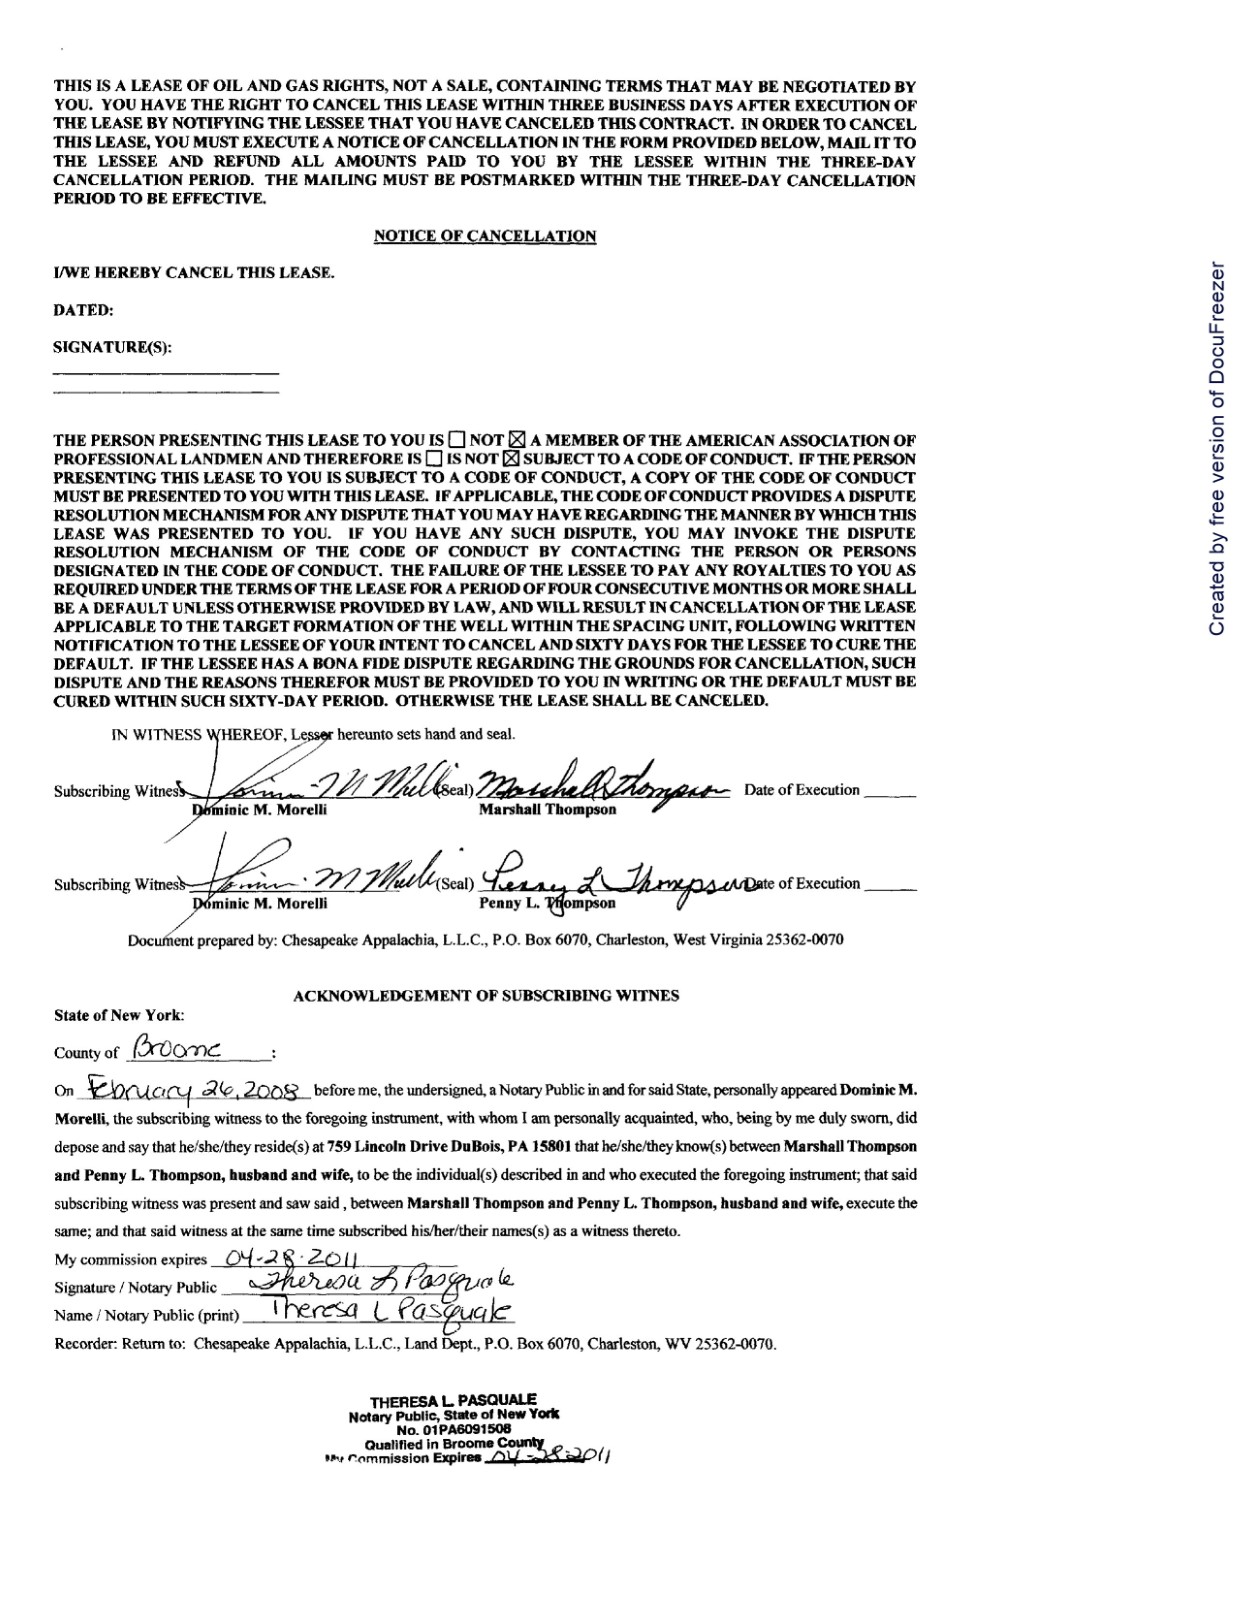 THIS IS A LEASE OF OIL AND GAS RIGHTS, NOT A SALE, CONTAINING TERMS THAT MAY BE NEGOTIATED BY
YOU. YOU HAVE THE RIGHT TO CANCEL THIS LEASE WITHIN THREE BUSINESS DAYS AFTER EXECUTION OF
THE LEASE BY NOTIFYING THE LESSEE THAT YOU HAVE CANCELED THIS CONTRACT. IN ORDER TO CANCEL
THIS LEASE, YOU MUST EXECUTE A NOTICE OF CANCELLATION IN THE FORM PROVIDED BELOW, MAIL IT TO
THE LESSEE AND REFUND ALL AMOUNTS PAID TO YOU BY THE LESSEE WITHIN THE THREE-DAY
CANCELLATION PERIOD. THE MAILING MUST BE POSTMARKED WITHIN THE THREE-DAY CANCELLATION
PERIOD TO BE EFFECTIVE.
NOTICE OF CANCELLATION
I/WE HEREBY CANCEL THIS LEASE.
DATED:
SIGNATURE(S):
THE PERSON PRESENTING THIS LEASE TO YOU IS ☐ NOT ☒ A MEMBER OF THE AMERICAN ASSOCIATION OF
PROFESSIONAL LANDMEN AND THEREFORE IS ☐ IS NOT ☒ SUBJECT TO A CODE OF CONDUCT. IF THE PERSON
PRESENTING THIS LEASE TO YOU IS SUBJECT TO A CODE OF CONDUCT, A COPY OF THE CODE OF CONDUCT
MUST BE PRESENTED TO YOU WITH THIS LEASE. IF APPLICABLE, THE CODE OF CONDUCT PROVIDES A DISPUTE
RESOLUTION MECHANISM FOR ANY DISPUTE THAT YOU MAY HAVE REGARDING THE MANNER BY WHICH THIS
LEASE WAS PRESENTED TO YOU. IF YOU HAVE ANY SUCH DISPUTE, YOU MAY INVOKE THE DISPUTE
RESOLUTION MECHANISM OF THE CODE OF CONDUCT BY CONTACTING THE PERSON OR PERSONS
DESIGNATED IN THE CODE OF CONDUCT. THE FAILURE OF THE LESSEE TO PAY ANY ROYALTIES TO YOU AS
REQUIRED UNDER THE TERMS OF THE LEASE FOR A PERIOD OF FOUR CONSECUTIVE MONTHS OR MORE SHALL
BE A DEFAULT UNLESS OTHERWISE PROVIDED BY LAW, AND WILL RESULT IN CANCELLATION OF THE LEASE
APPLICABLE TO THE TARGET FORMATION OF THE WELL WITHIN THE SPACING UNIT, FOLLOWING WRITTEN
NOTIFICATION TO THE LESSEE OF YOUR INTENT TO CANCEL AND SIXTY DAYS FOR THE LESSEE TO CURE THE
DEFAULT. IF THE LESSEE HAS A BONA FIDE DISPUTE REGARDING THE GROUNDS FOR CANCELLATION, SUCH
DISPUTE AND THE REASONS THEREFOR MUST BE PROVIDED TO YOU IN WRITING OR THE DEFAULT MUST BE
CURED WITHIN SUCH SIXTY-DAY PERIOD. OTHERWISE THE LEASE SHALL BE CANCELED.
IN WITNESS WHEREOF, Lessor hereunto sets hand and seal.
Subscribing Witness (Seal) Marshall Thompson Date of Execution
Dominic M. Morelli Marshall Thompson
Subscribing Witness (Seal) Penny L Thompson Date of Execution
Dominic M. Morelli Penny L. Thompson
Document prepared by: Chesapeake Appalachia, L.L.C., P.O. Box 6070, Charleston, West Virginia 25362-0070
ACKNOWLEDGEMENT OF SUBSCRIBING WITNES
State of New York:
County of Broome :
On February 26, 2008 before me, the undersigned, a Notary Public in and for said State, personally appeared Dominic M.
Morelli, the subscribing witness to the foregoing instrument, with whom I am personally acquainted, who, being by me duly sworn, did
depose and say that he/she/they reside(s) at 759 Lincoln Drive DuBois, PA 15801 that he/she/they know(s) between Marshall Thompson
and Penny L. Thompson, husband and wife, to be the individual(s) described in and who executed the foregoing instrument; that said
subscribing witness was present and saw said , between Marshall Thompson and Penny L. Thompson, husband and wife, execute the
same; and that said witness at the same time subscribed his/her/their names(s) as a witness thereto.
My commission expires 04-28-2011
Signature / Notary Public Theresa L Pasquale
Name / Notary Public (print) Theresa L Pasquale
Recorder: Return to: Chesapeake Appalachia, L.L.C., Land Dept., P.O. Box 6070, Charleston, WV 25362-0070.
THERESA L. PASQUALE
Notary Public, State of New York
No. 01PA6091508
Qualified in Broome County
My Commission Expires 04-28-2011
Created by free version of DocuFreezer